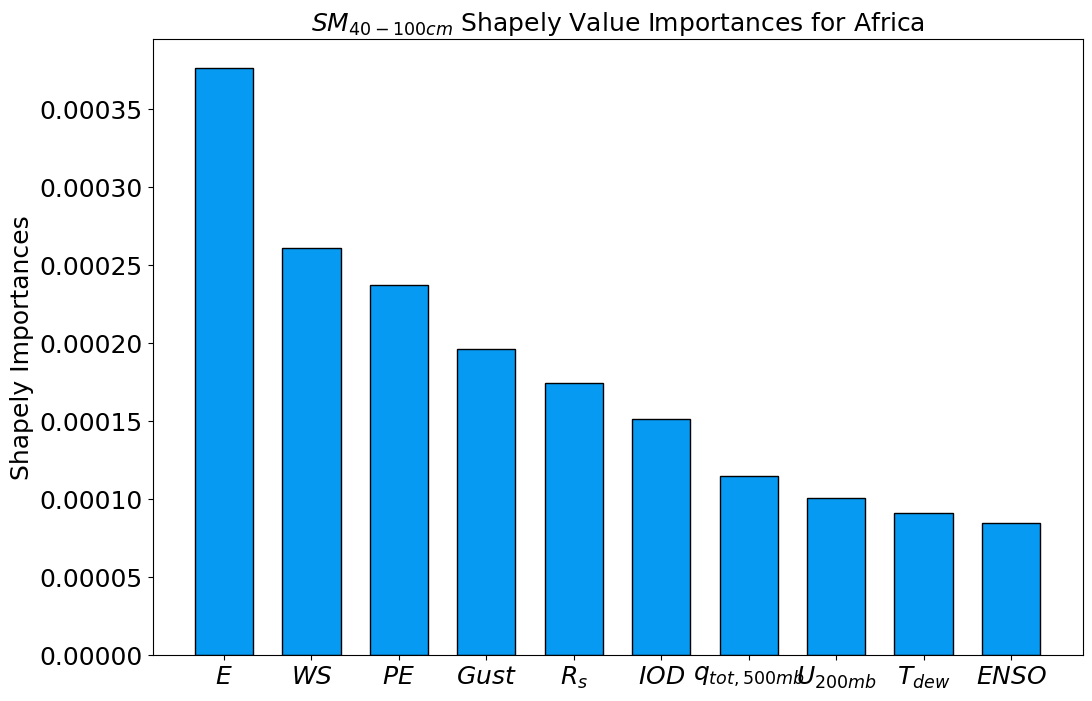 SM40−100cm Shapely Value Importances for Africa
Shapely Importances
0.00035
0.00030
0.00025
0.00020
0.00015
0.00010
0.00005
0.00000
E WS PE Gust Rs IOD qtot, 500mb U200mb Tdew ENSO